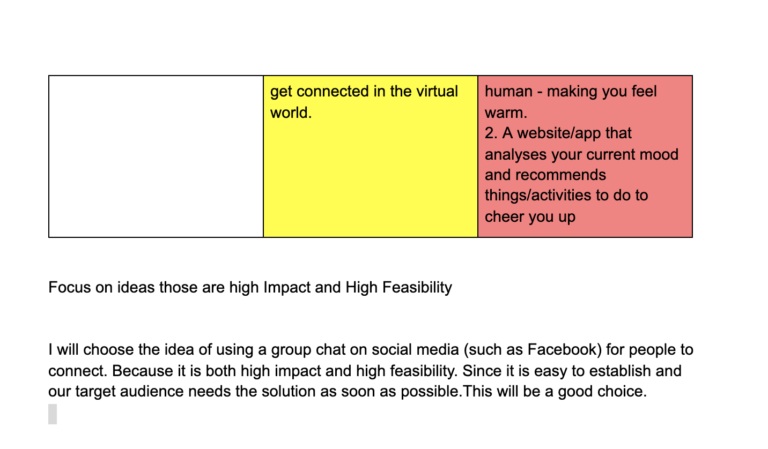 get connected in the virtual
world.
human - making you feel
warm.
2. A website/app that
analyses your current mood
and recommends
things/activities to do to
cheer you up
Focus on ideas those are high Impact and High Feasibility
I will choose the idea of using a group chat on social media (such as Facebook) for people to
connect. Because it is both high impact and high feasibility. Since it is easy to establish and
our target audience needs the solution as soon as possible.This will be a good choice.